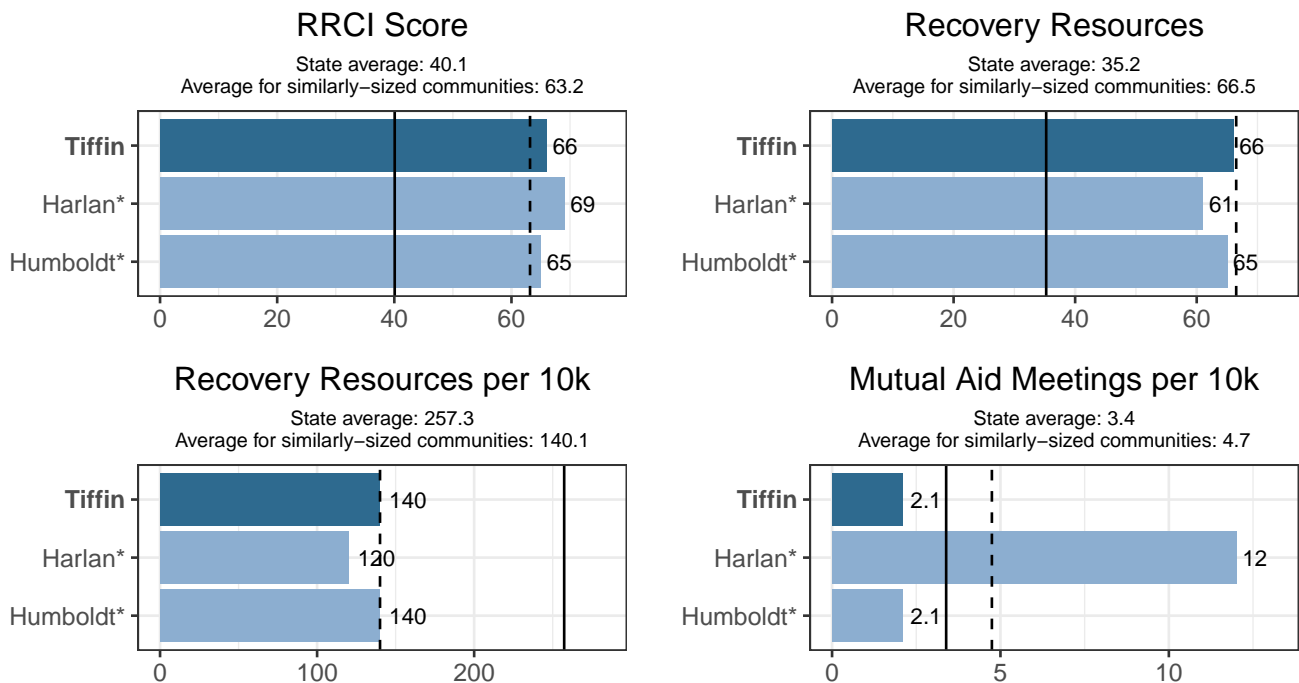 RRCI Score
State average: 40.1
Average for similarly−sized communities: 63.2
Tiffin
66
Harlan*
69
Humboldt*
65
0 20 40 60
Recovery Resources
State average: 35.2
Average for similarly−sized communities: 66.5
Tiffin
66
Harlan*
61
Humboldt*
65
0 20 40 60
Recovery Resources per 10k
State average: 257.3
Average for similarly−sized communities: 140.1
Tiffin
140
Harlan*
120
Humboldt*
140
0 100 200
Mutual Aid Meetings per 10k
State average: 3.4
Average for similarly−sized communities: 4.7
Tiffin
2.1
Harlan*
12
Humboldt*
2.1
0 5 10